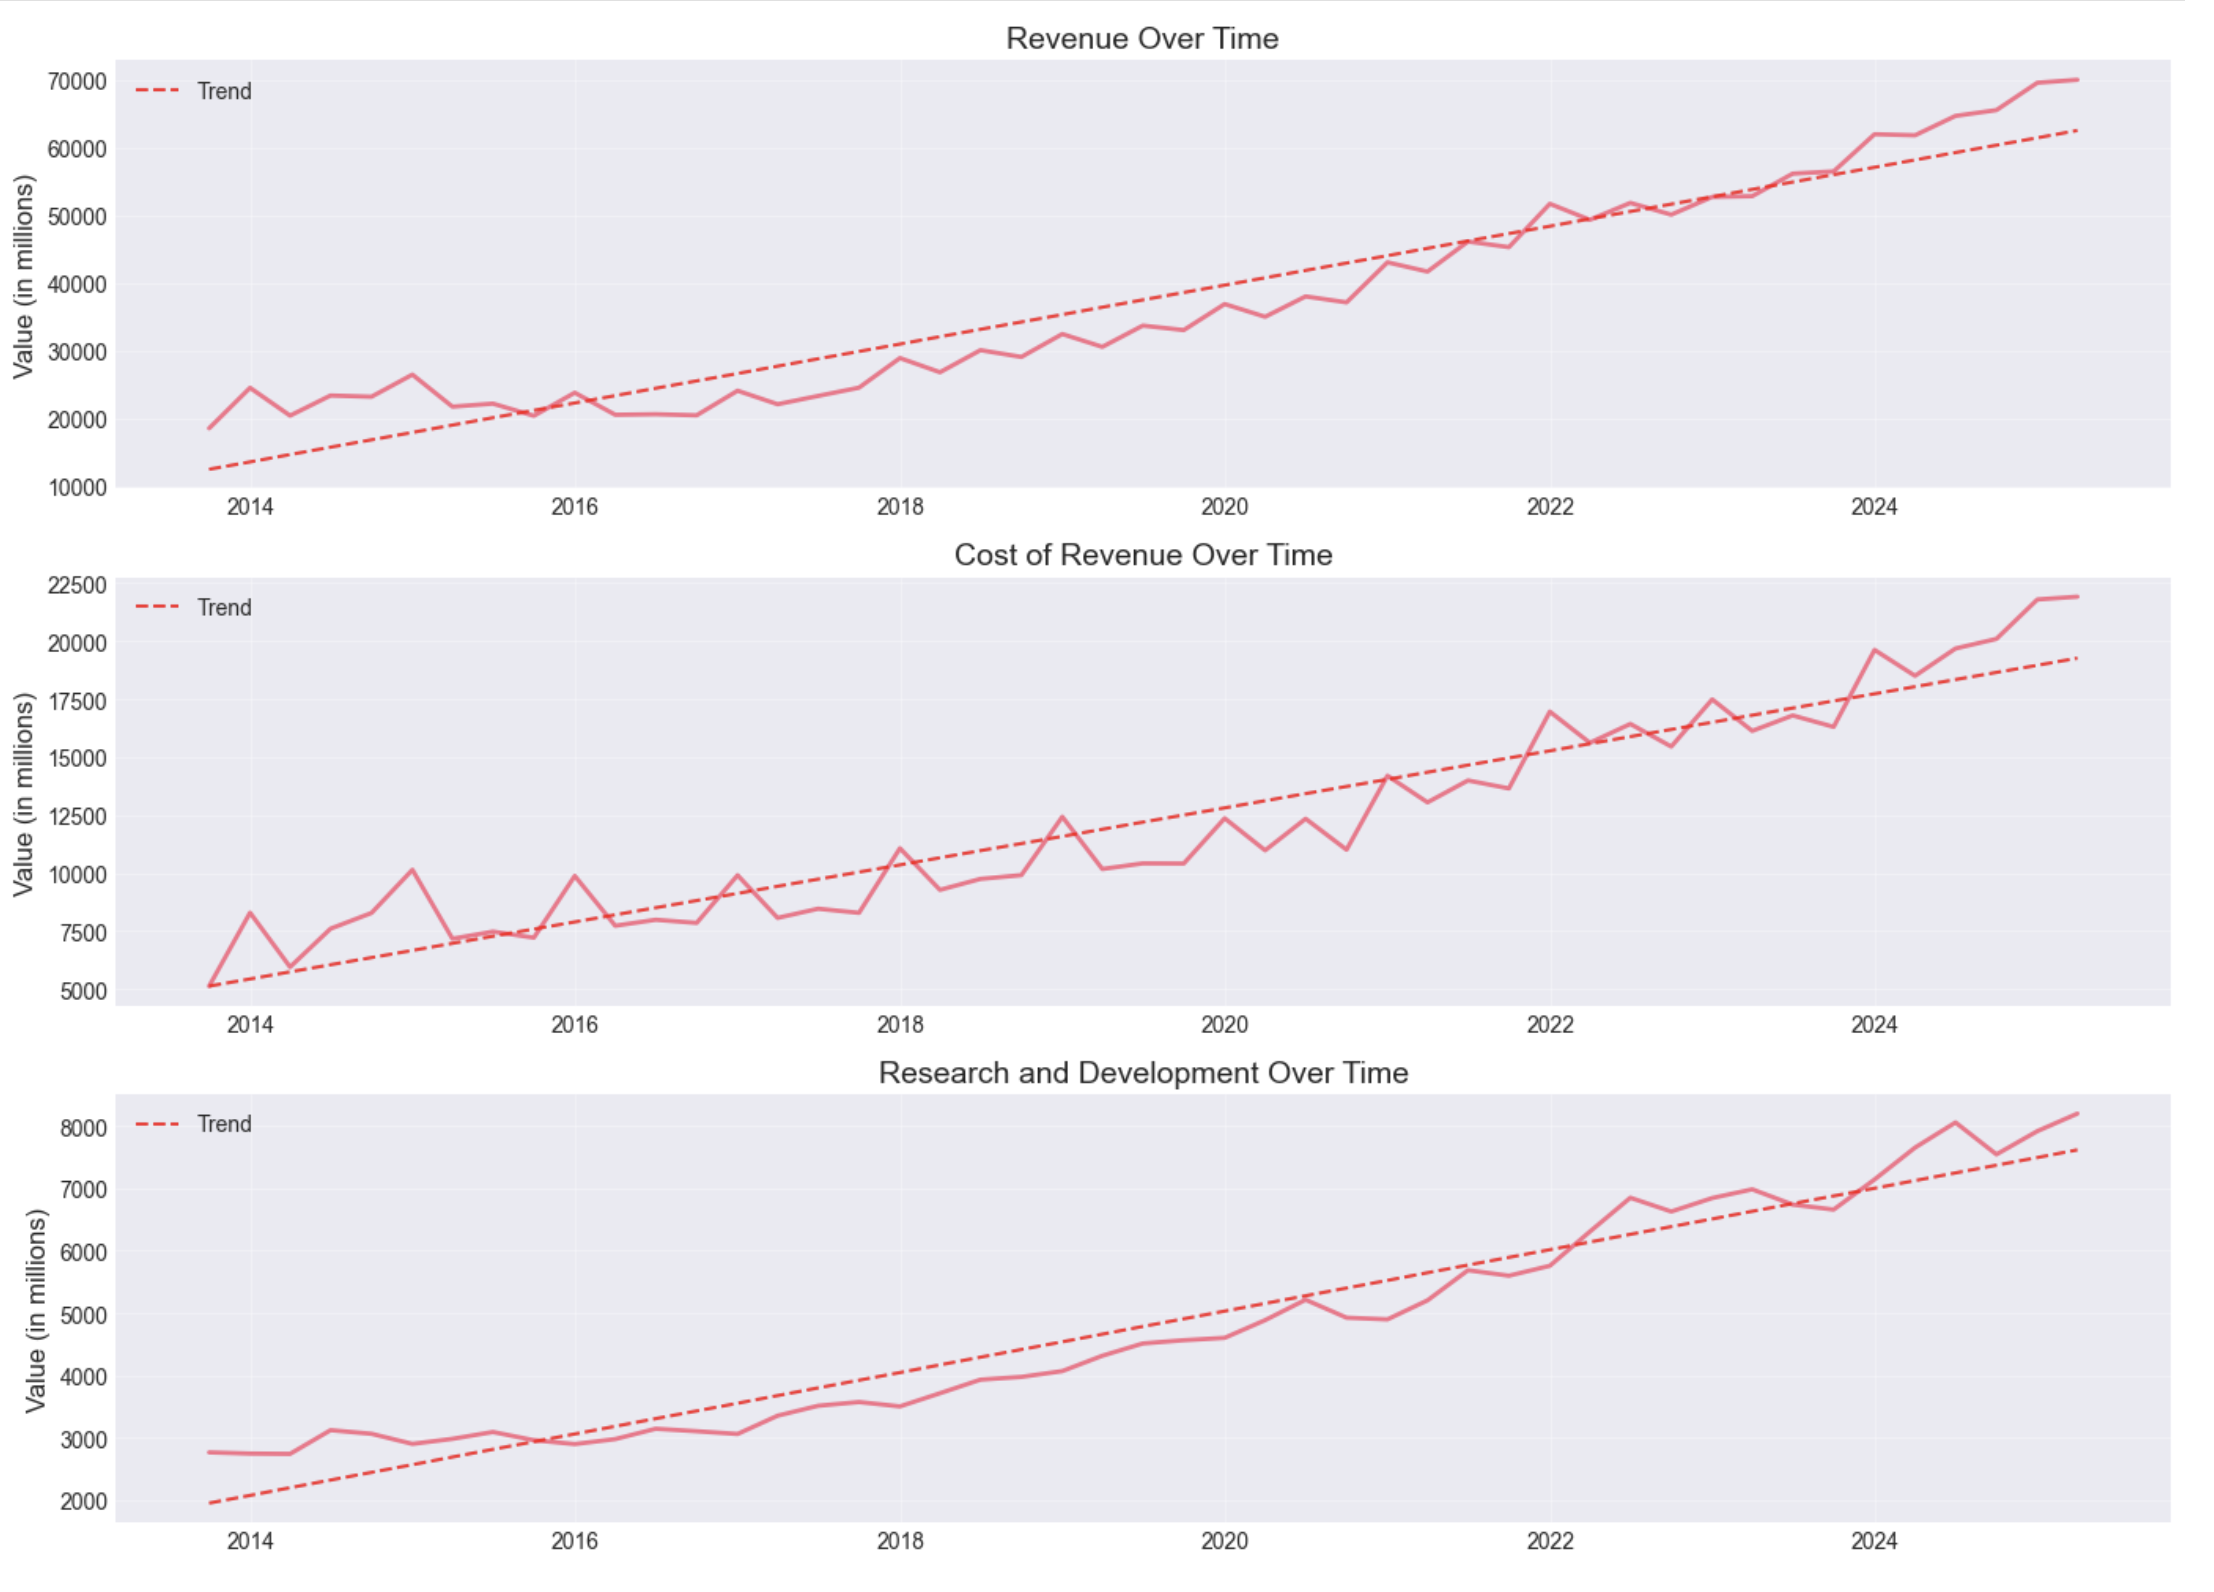 Revenue Over Time
Trend
Value (in millions)
70000
60000
50000
40000
30000
20000
10000
2014 2016 2018 2020 2022 2024
Cost of Revenue Over Time
Trend
Value (in millions)
22500
20000
17500
15000
12500
10000
7500
5000
2014 2016 2018 2020 2022 2024
Research and Development Over Time
Trend
Value (in millions)
8000
7000
6000
5000
4000
3000
2000
2014 2016 2018 2020 2022 2024